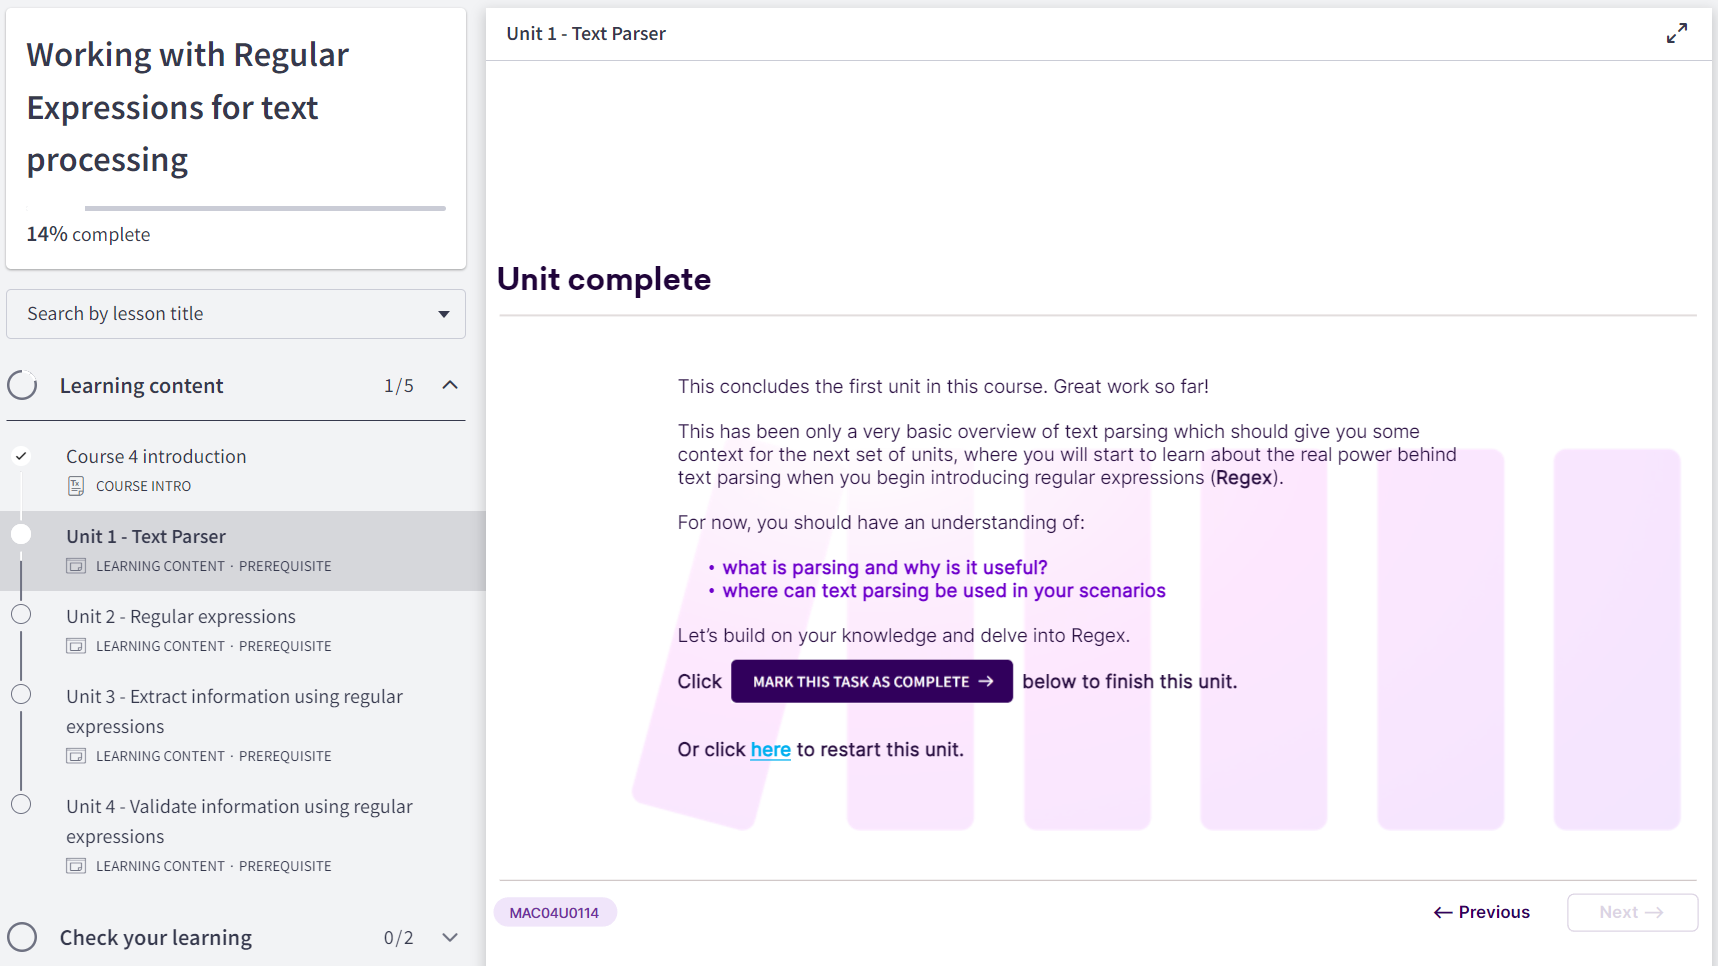 Working with Regular
Expressions for text
processing
14% complete
Search by lesson title
Learning content 1/5
Course 4 introduction
COURSE INTRO
Unit 1 - Text Parser
LEARNING CONTENT · PREREQUISITE
Unit 2 - Regular expressions
LEARNING CONTENT · PREREQUISITE
Unit 3 - Extract information using regular
expressions
LEARNING CONTENT · PREREQUISITE
Unit 4 - Validate information using regular
expressions
LEARNING CONTENT · PREREQUISITE
Check your learning 0/2
Unit 1 - Text Parser
Unit complete
This concludes the first unit in this course. Great work so far!
This has been only a very basic overview of text parsing which should give you some
context for the next set of units, where you will start to learn about the real power behind
text parsing when you begin introducing regular expressions (Regex).
For now, you should have an understanding of:
• what is parsing and why is it useful?
• where can text parsing be used in your scenarios
Let's build on your knowledge and delve into Regex.
Click MARK THIS TASK AS COMPLETE → below to finish this unit.
Or click here to restart this unit.
MAC04U0114
← Previous
Next →